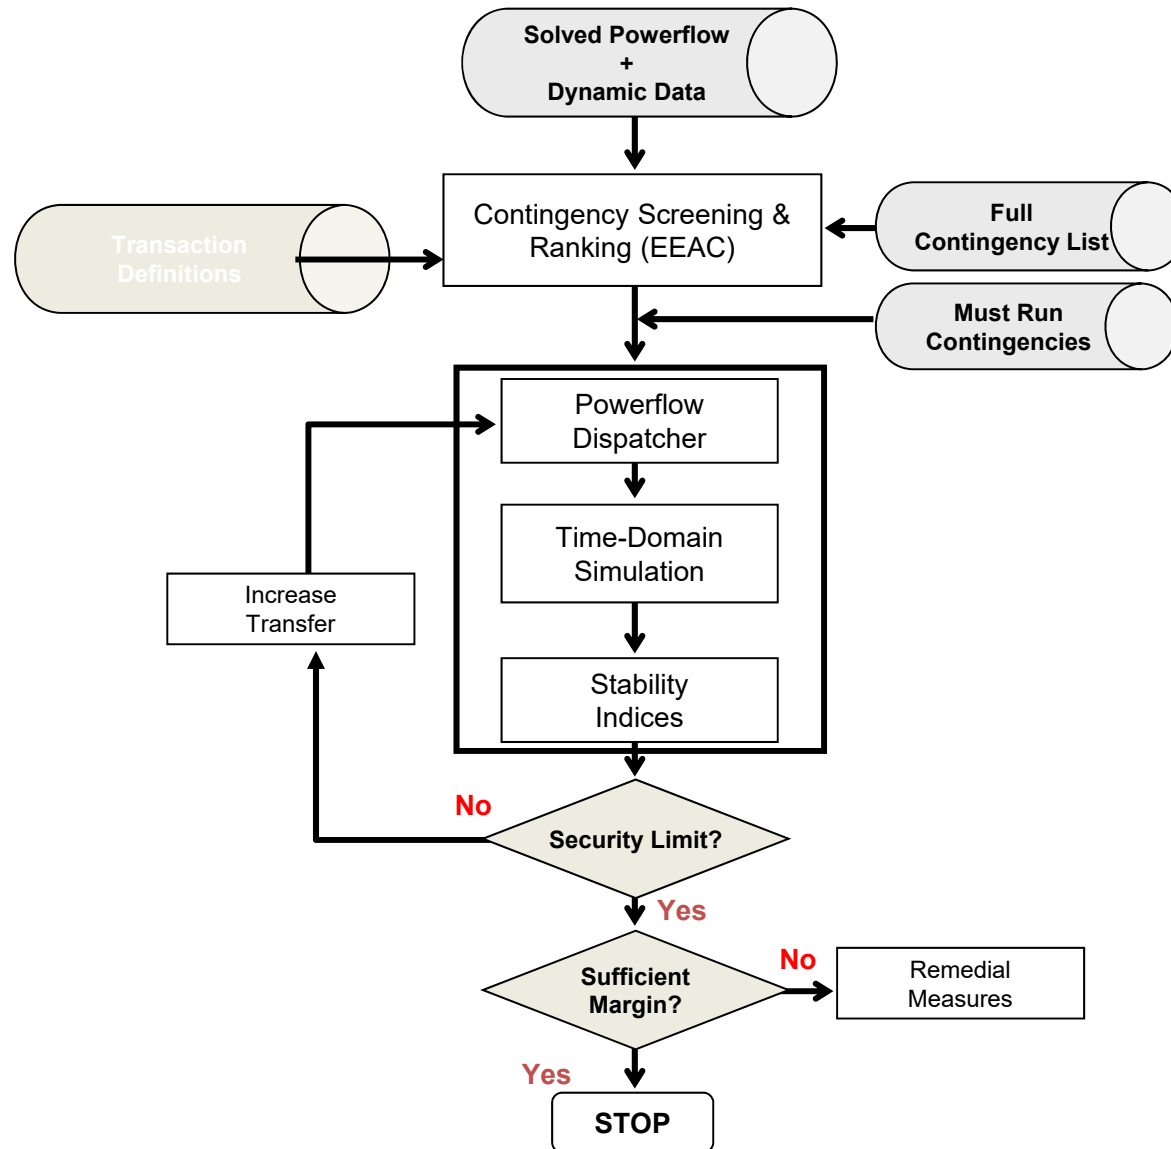 Solved Powerflow
+
Dynamic Data
Contingency Screening &
Ranking (EEAC)
Transaction
Definitions
Full
Contingency List
Must Run
Contingencies
Powerflow
Dispatcher
Time-Domain
Simulation
Increase
Transfer
Stability
Indices
No
Security Limit?
Yes
Sufficient
Margin?
No
Remedial
Measures
Yes
STOP